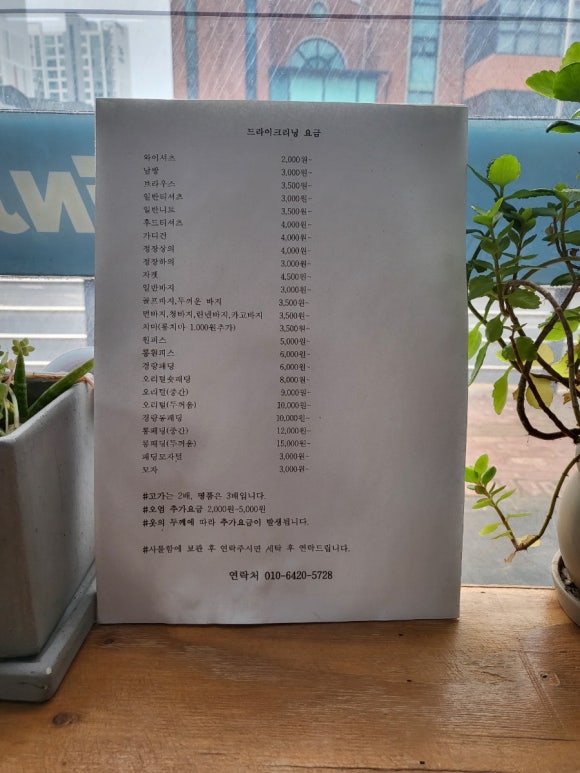 드라이크리닝 요금
와이셔츠 2,000원~
남방 3,000원~
브라우스 3,500원~
일반티셔츠 3,000원~
일반니트 3,500원~
후드티셔츠 4,000원~
가디건 4,000원~
정장상의 4,000원~
정장하의 3,000원~
자켓 4,500원~
일반바지 3,000원~
골프바지,두꺼운 바지 3,500원~
면바지,청바지,린넨바지,카고바지 3,500원~
치마(롱치마 1,000원추가) 3,500원~
원피스 5,000원~
롱원피스 6,000원~
경량패딩 6,000원~
오리털숏패딩 8,000원~
오리털(중간) 9,000원~
오리털(두꺼움) 10,000원~
경량롱패딩 10,000원~
롱패딩(중간) 12,000원~
롱패딩(두꺼움) 15,000원~
패딩모자털 3,000원~
모자 3,000원~
#고가는 2배, 명품은 3배입니다.
#오염 추가요금 2,000원~5,000원
#옷의 두께에 따라 추가요금이 발생됩니다.
#사물함에 보관 후 연락주시면 세탁 후 연락드립니다.
연락처 010-6420-5728